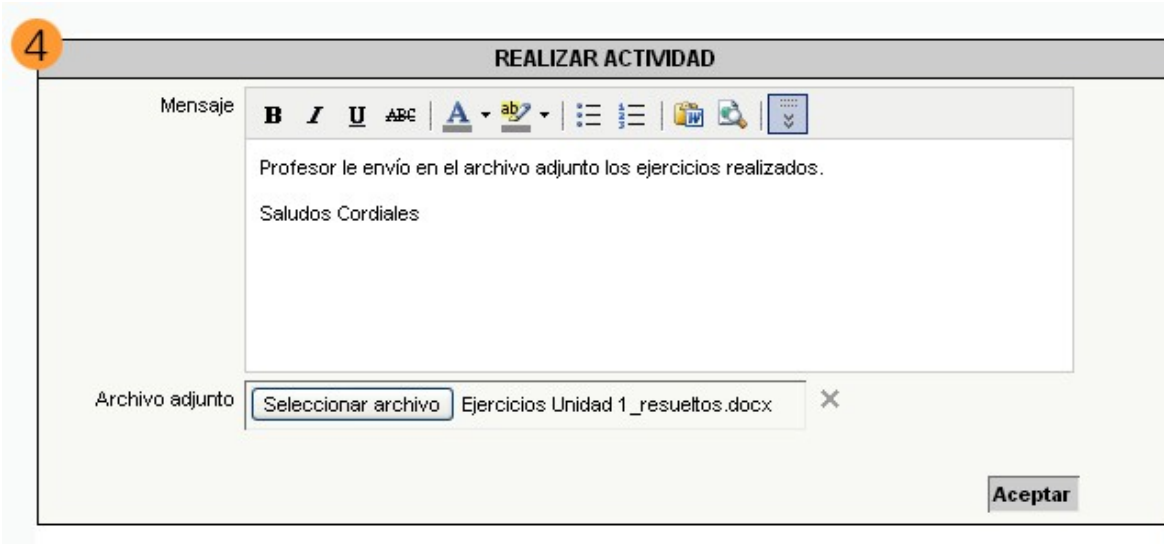 4
REALIZAR ACTIVIDAD
Mensaje
B I U ABC A ab
Profesor le envío en el archivo adjunto los ejercicios realizados.
Saludos Cordiales
Archivo adjunto
Seleccionar archivo Ejercicios Unidad 1_resueltos.docx
Aceptar